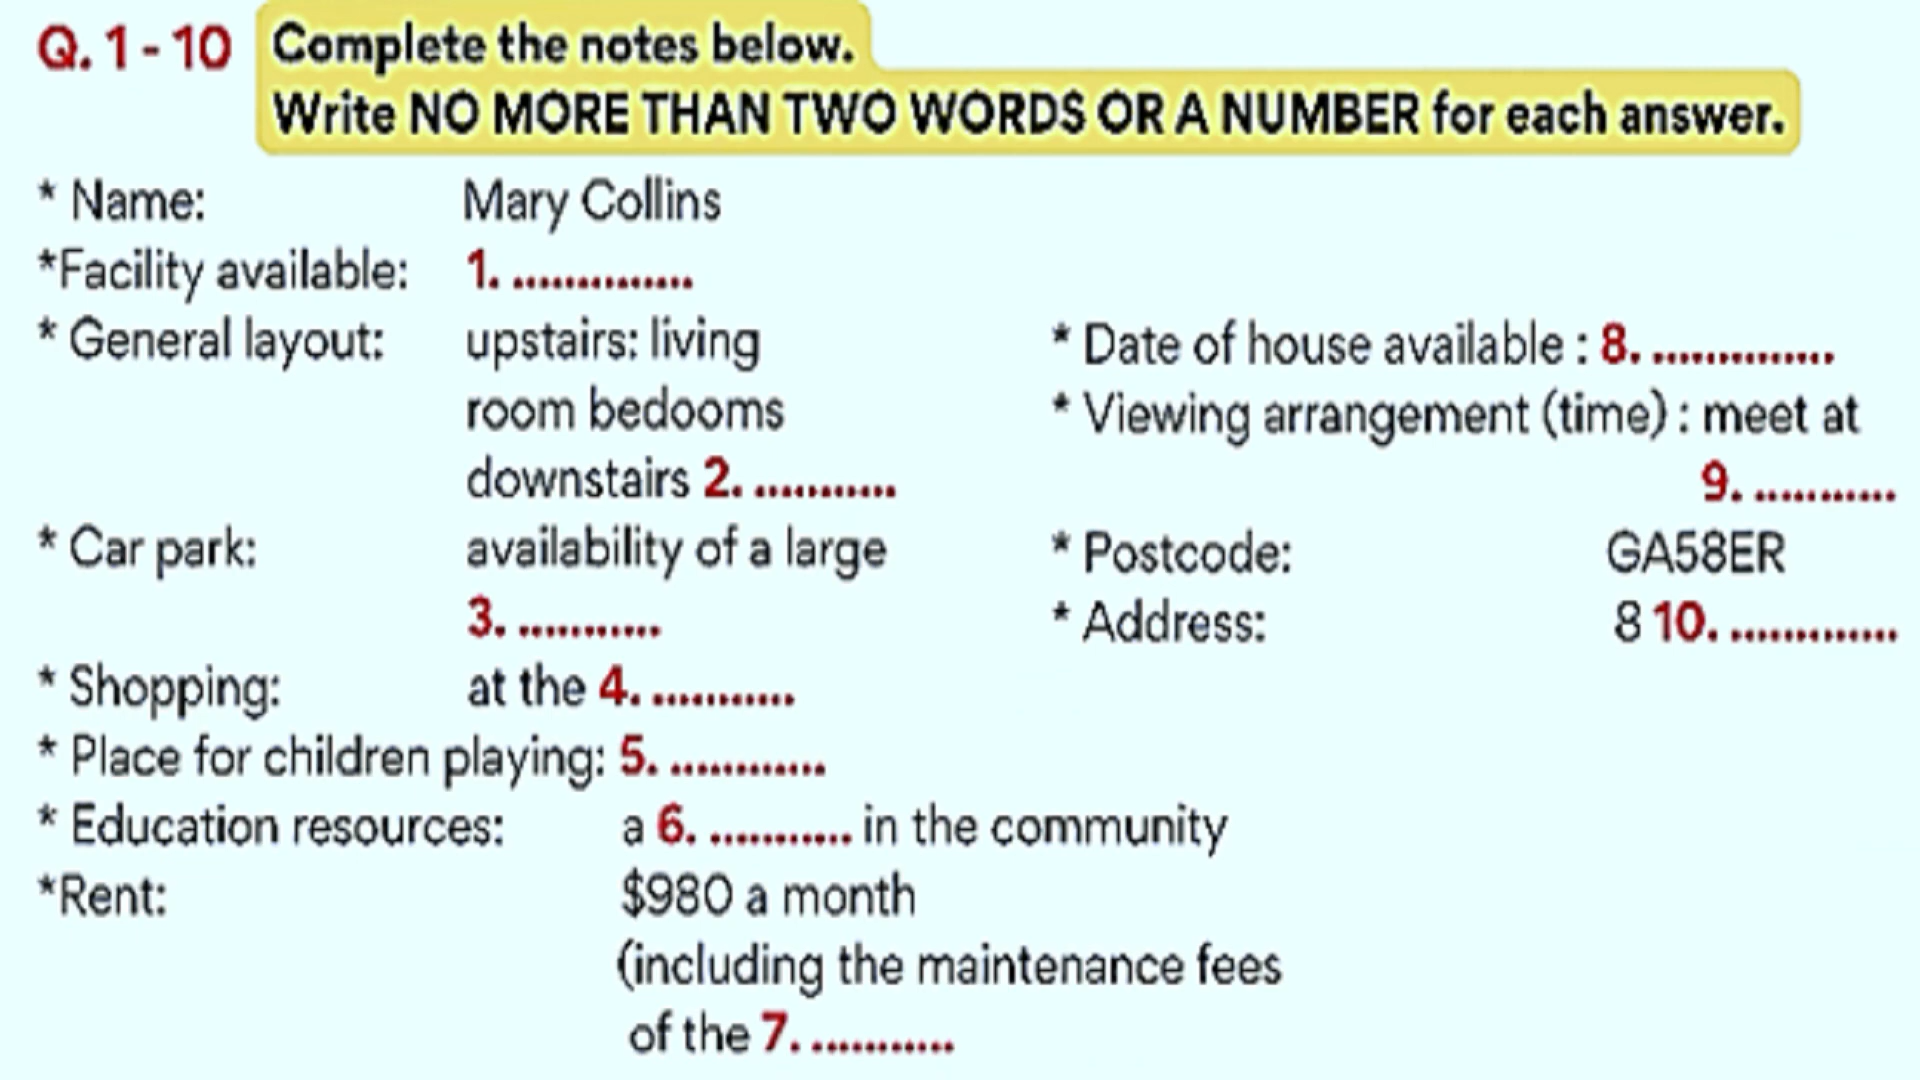 Q. 1 - 10 Complete the notes below.
Write NO MORE THAN TWO WORDS OR A NUMBER for each answer.
* Name: Mary Collins
*Facility available: 1. ..............
* General layout: upstairs: living
room bedooms
downstairs 2. ...........
* Car park: availability of a large
3. ...........
* Shopping: at the 4. ...........
* Place for children playing: 5. ............
* Education resources: a 6. ........... in the community
*Rent: $980 a month
(including the maintenance fees
of the 7. ...........
* Date of house available : 8. ..............
* Viewing arrangement (time) : meet at
9. ...........
* Postcode: GA58ER
* Address: 8 10. .............